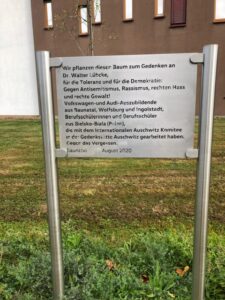 Wir pflanzen diesen Baum zum Gedenken an
Dr. Walter Lübcke,
für die Toleranz und für die Demokratie.
Gegen Antisemitismus, Rassismus, rechten Hass
und rechte Gewalt!
Volkswagen- und Audi-Auszubildende
aus Baunatal, Wolfsburg und Ingolstadt,
Berufsschülerinnen und Berufsschüler
aus Bielsko-Biala (Polen),
die mit dem Internationalen Auschwitz Komitee
in der Gedenkstätte Auschwitz gearbeitet haben.
Gegen das Vergessen.
Baunatal August 2020